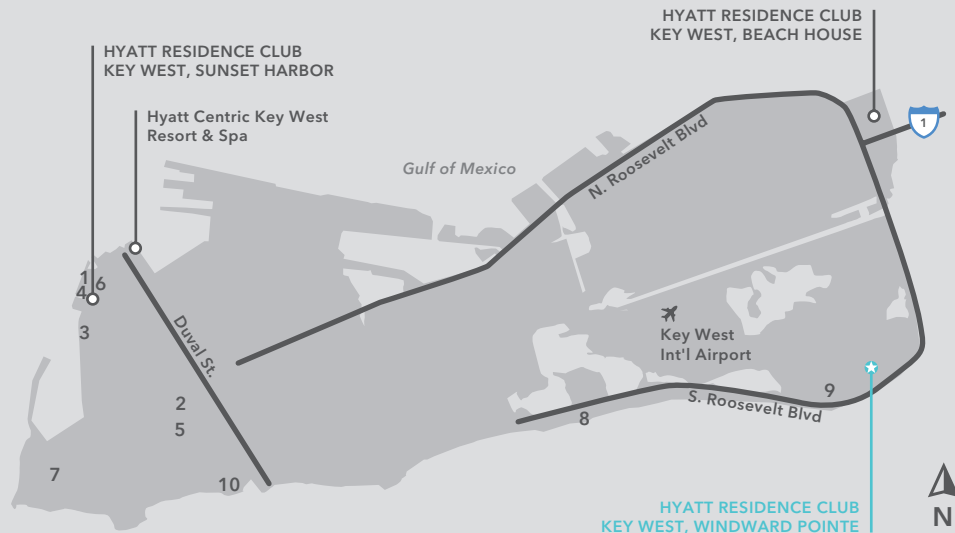 HYATT RESIDENCE CLUB
KEY WEST, BEACH HOUSE
HYATT RESIDENCE CLUB
KEY WEST, SUNSET HARBOR
Hyatt Centric Key West
Resort & Spa
1
Gulf of Mexico
N. Roosevelt Blvd
1
6
4
3
Duval St.
Key West
Int'l Airport
2
5
S. Roosevelt Blvd
9
8
7
10
HYATT RESIDENCE CLUB
KEY WEST, WINDWARD POINTE
N